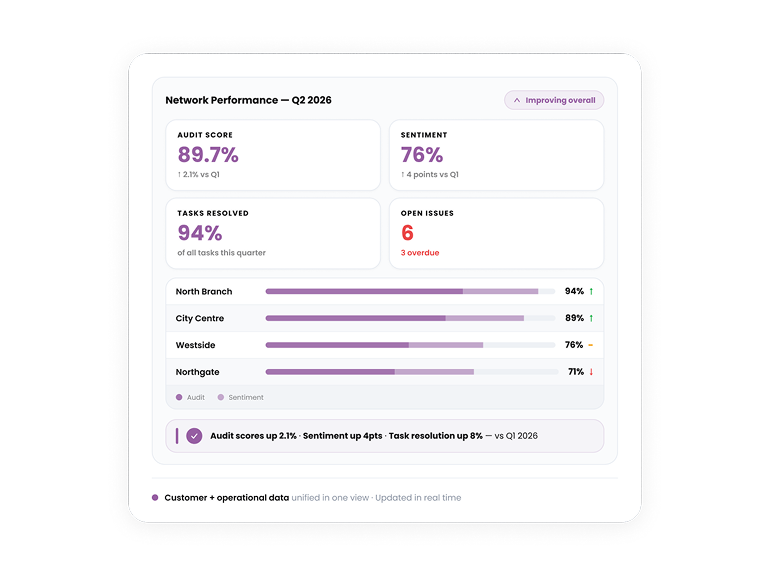 Network Performance — Q2 2026
Improving overall
AUDIT SCORE
89.7%
↑ 2.1% vs Q1
SENTIMENT
76%
↑ 4 points vs Q1
TASKS RESOLVED
94%
of all tasks this quarter
OPEN ISSUES
6
3 overdue
North Branch 94% ↑
City Centre 89% ↑
Westside 76% –
Northgate 71% ↓
Audit Sentiment
Audit scores up 2.1% · Sentiment up 4pts · Task resolution up 8% — vs Q1 2026
Customer + operational data unified in one view · Updated in real time